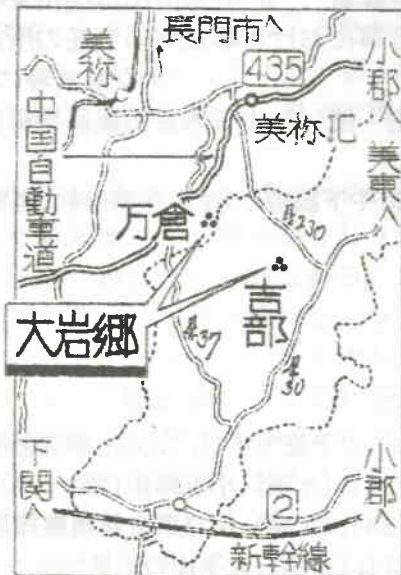 長門市へ
美祢
435
小郡へ
美祢
北
美東へ
中国自動車道
万倉
県230
吉部
大岩郷
県37
県30
下関へ
2
小郡へ
新幹線